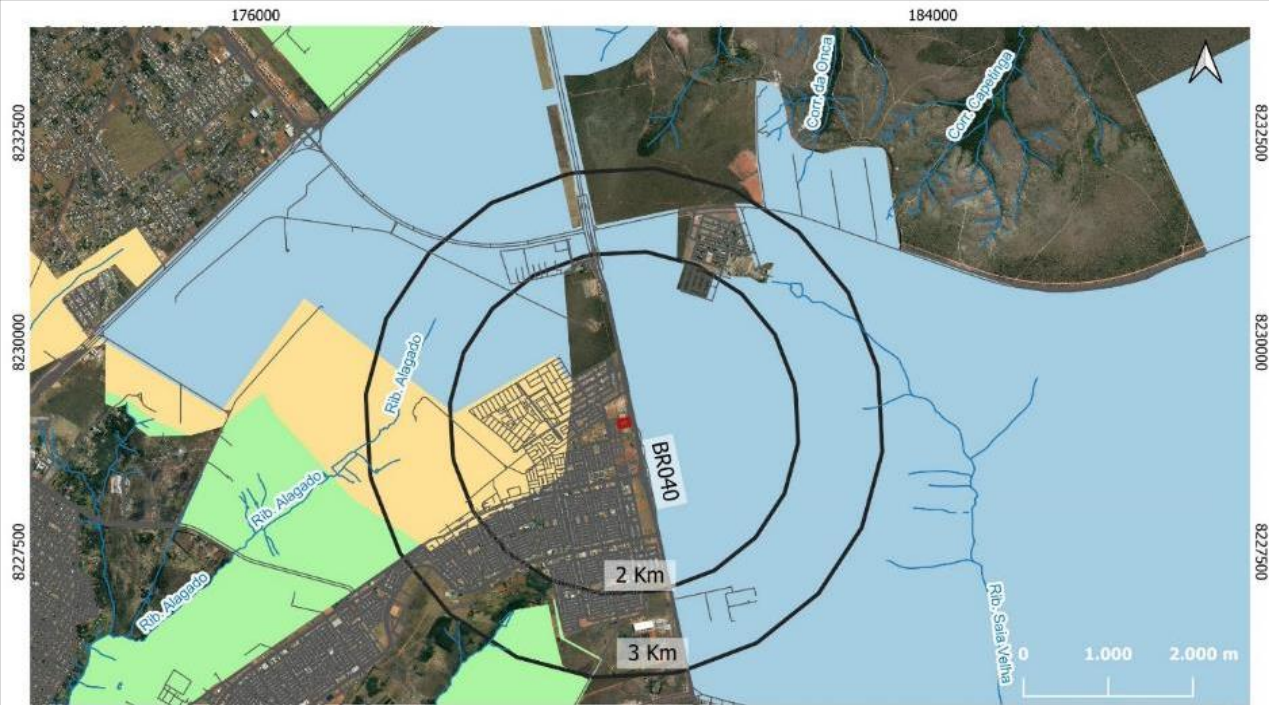 176000
184000
8232500
8232500
Corr. da Onca
Corr. Capetinga
8230000
8230000
Rib. Alagado
BR040
Rib. Alagado
8227500
8227500
Rib. Alagado
2 Km
3 Km
Rib. Saia Velha
0 1.000 2.000 m